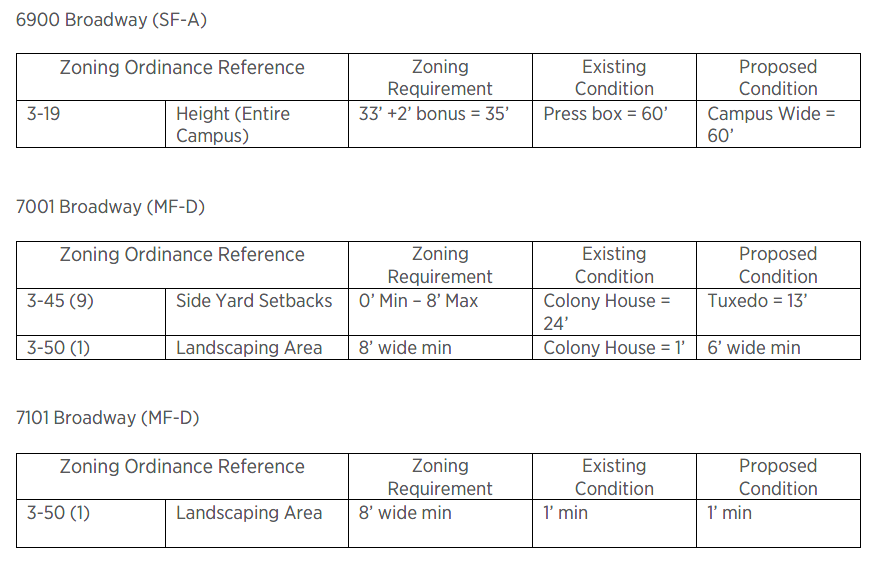 6900 Broadway (SF-A)
Zoning Ordinance Reference Zoning Existing Proposed
Requirement Condition Condition
3-19 Height (Entire 33’ +2’ bonus = 35’ Press box = 60’ Campus Wide =
Campus) 60’
7001 Broadway (MF-D)
Zoning Ordinance Reference Zoning Existing Proposed
Requirement Condition Condition
3-45 (9) Side Yard Setbacks 0’ Min – 8’ Max Colony House = Tuxedo = 13’
24’
3-50 (1) Landscaping Area 8’ wide min Colony House = 1’ 6’ wide min
7101 Broadway (MF-D)
Zoning Ordinance Reference Zoning Existing Proposed
Requirement Condition Condition
3-50 (1) Landscaping Area 8’ wide min 1’ min 1’ min